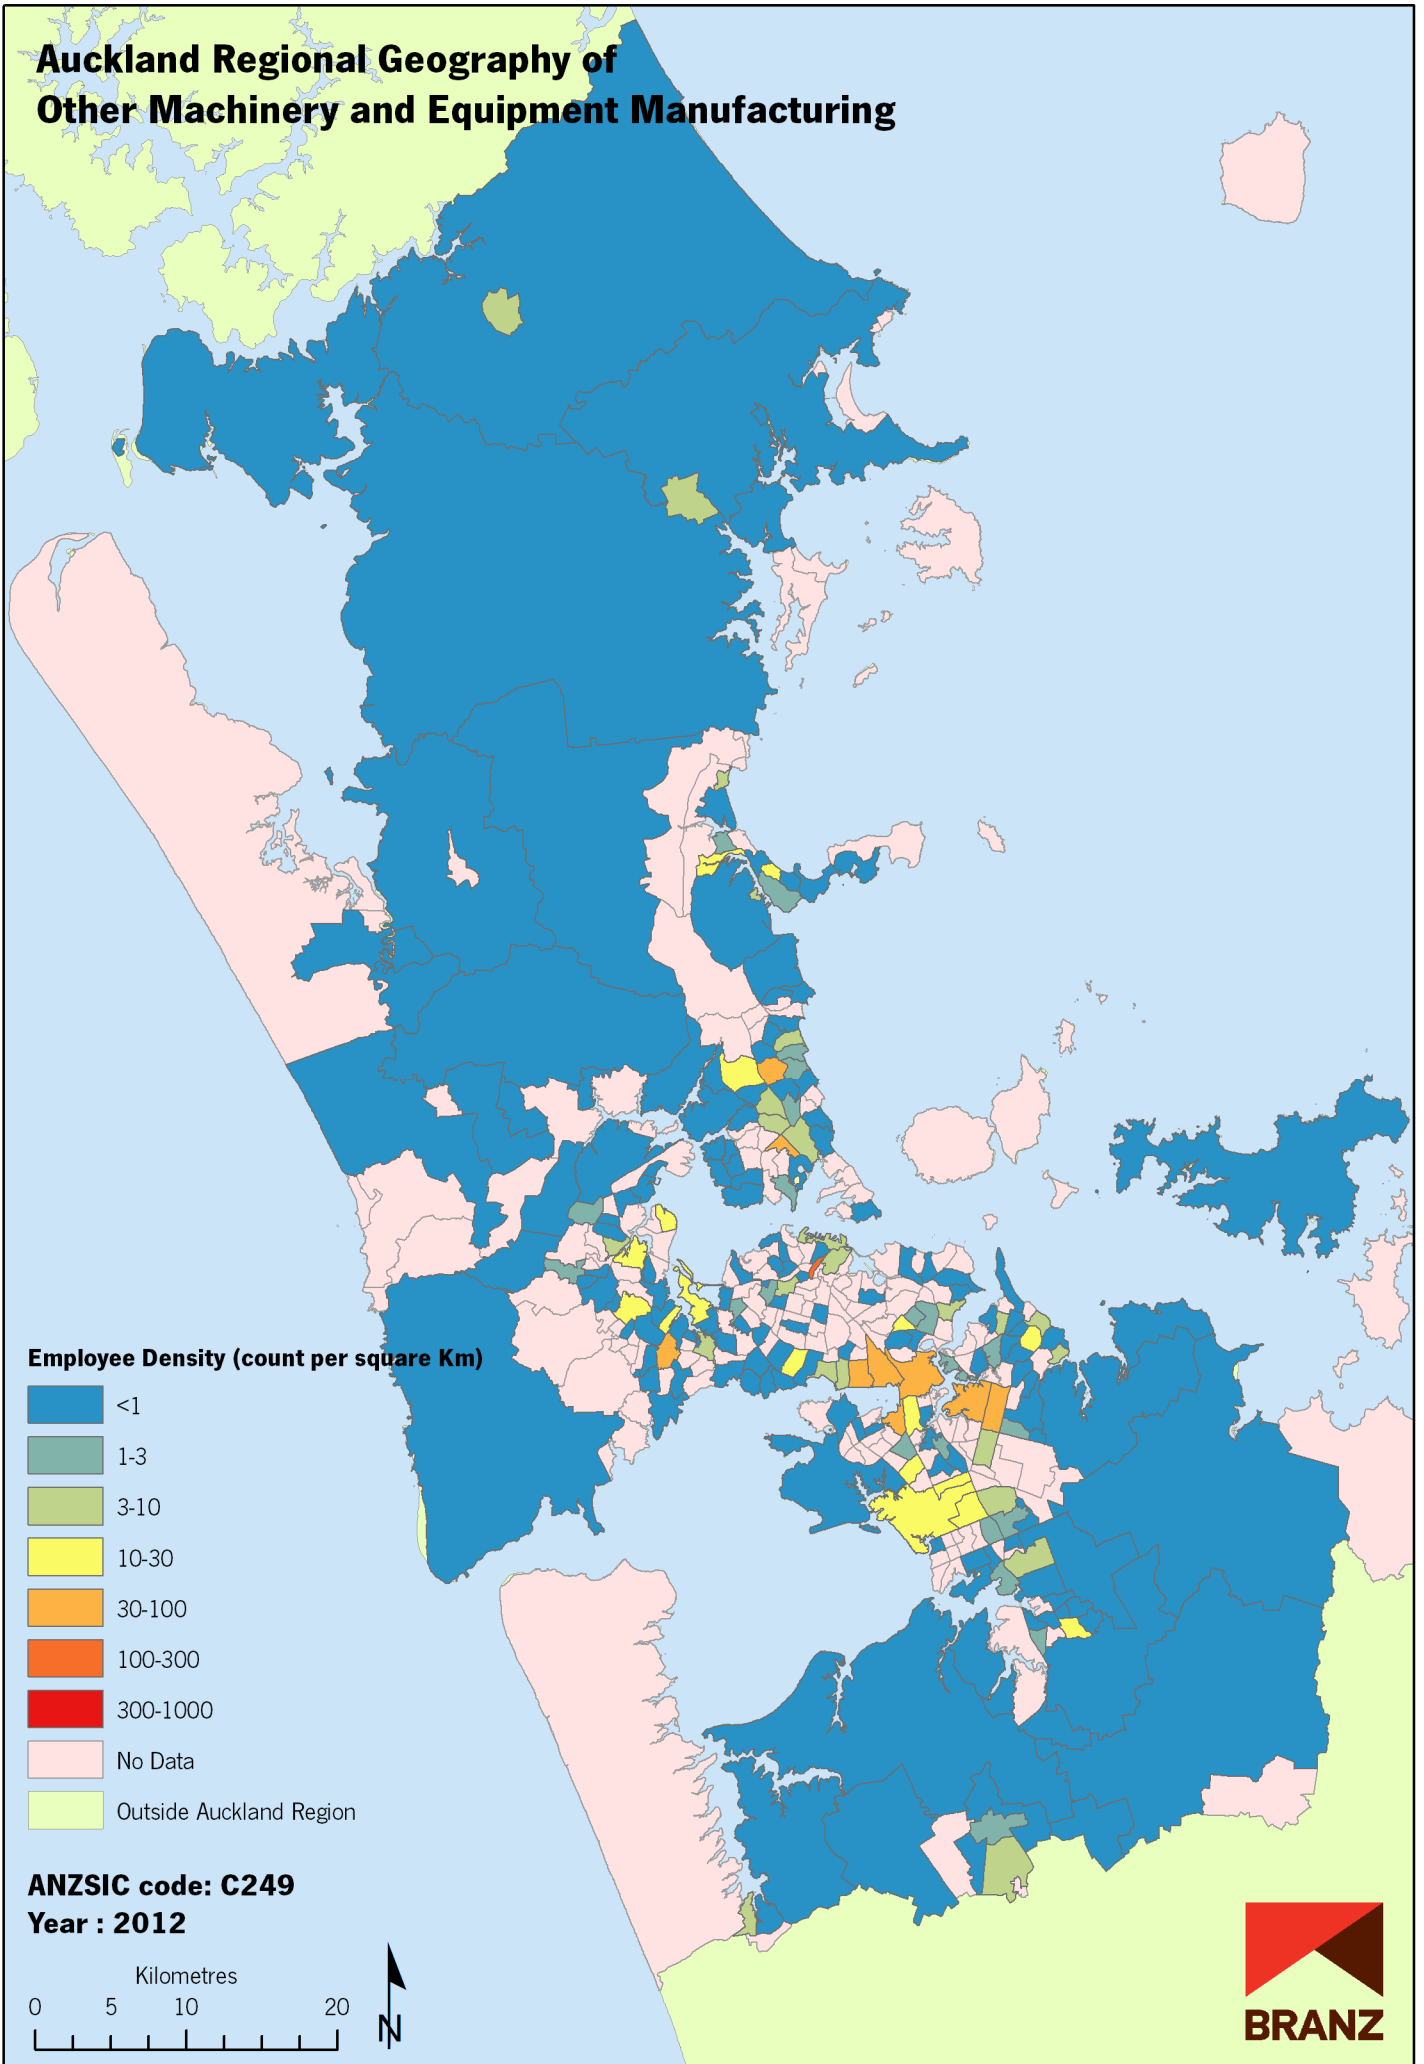 Auckland Regional Geography of
Other Machinery and Equipment Manufacturing
Employee Density (count per square Km)
<1
1-3
3-10
10-30
30-100
100-300
300-1000
No Data
Outside Auckland Region
ANZSIC code: C249
Year : 2012
Kilometres
0 5 10 20
N
BRANZ